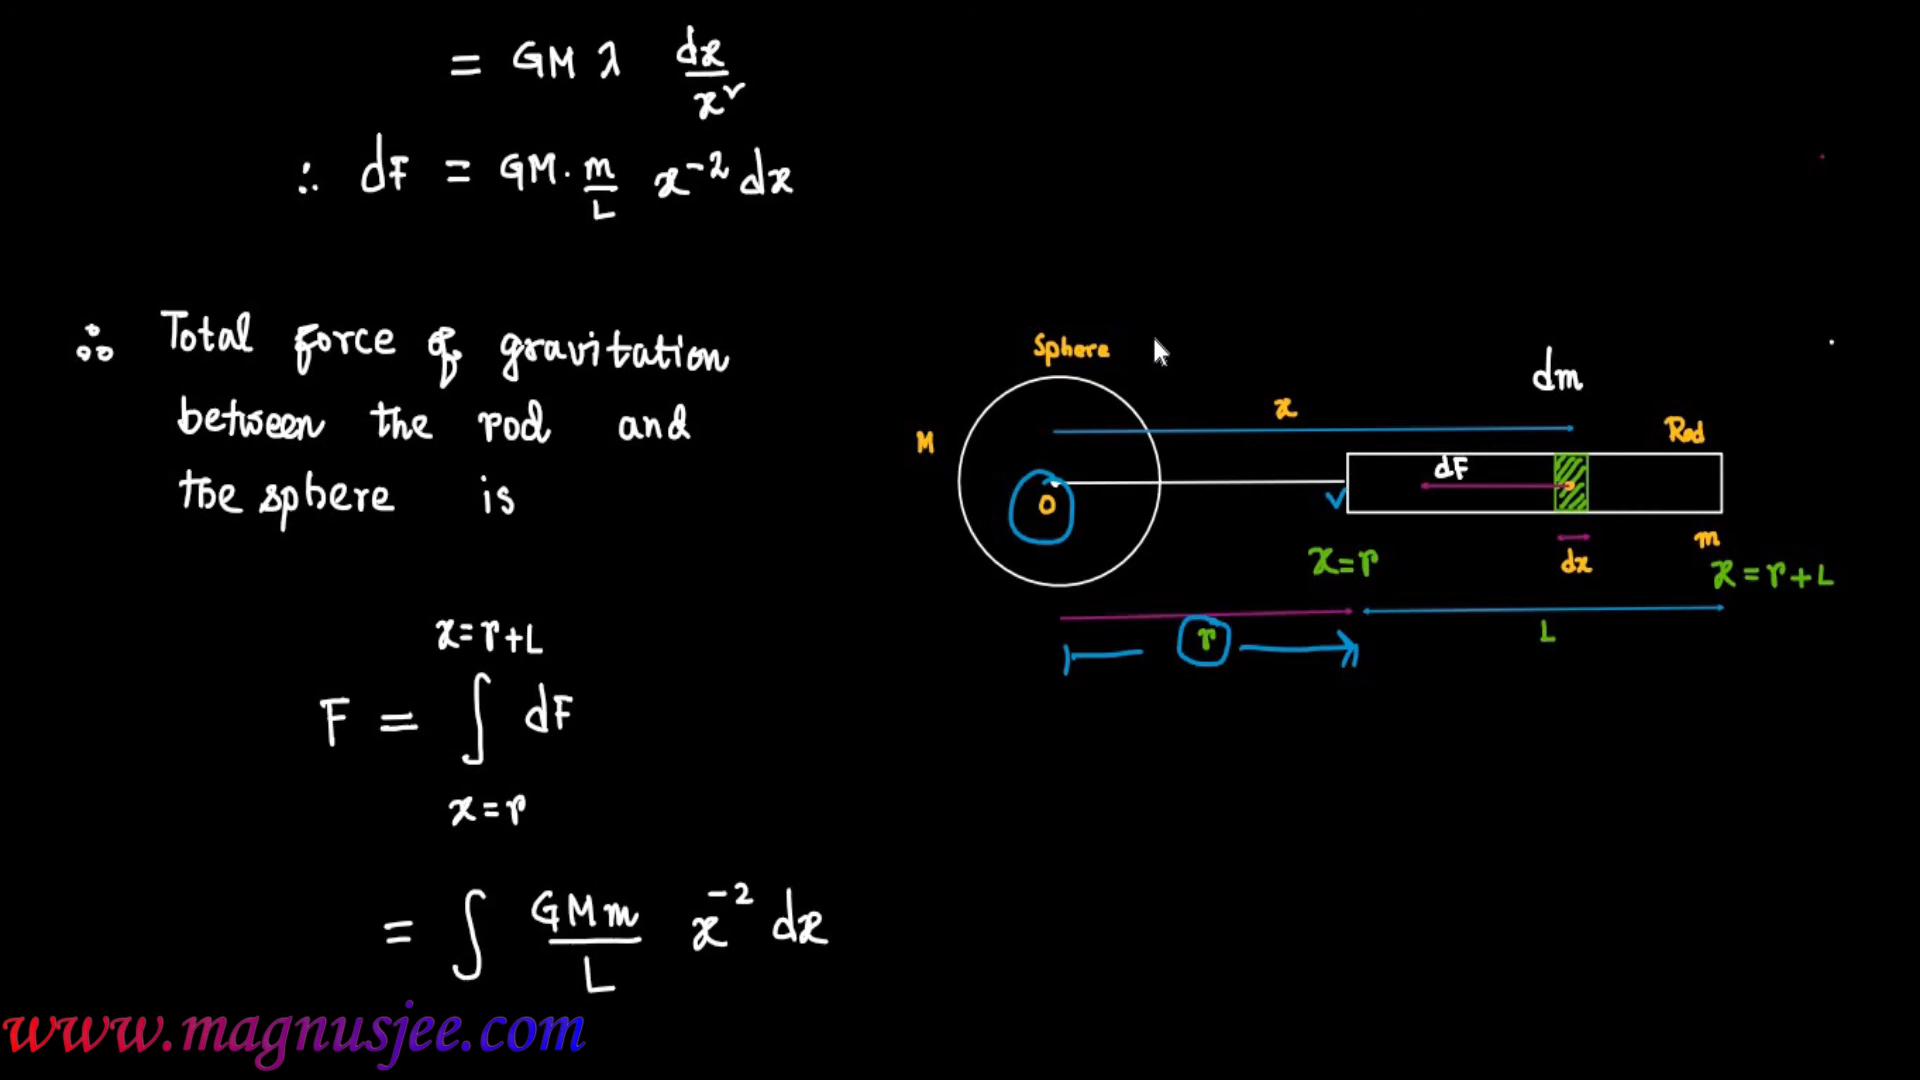 = GM λ dx/x²
∴ dF = GM. m/L x⁻² dx
∴ Total force of gravitation
between the rod and
the sphere is
x=r+L
F = ∫ dF
x=r
= ∫ GMm/L x⁻² dx
www.magnusjee.com
Sphere
dm
x
M
Rod
dF
O
m
x=r
dx
x=r+L
r
L